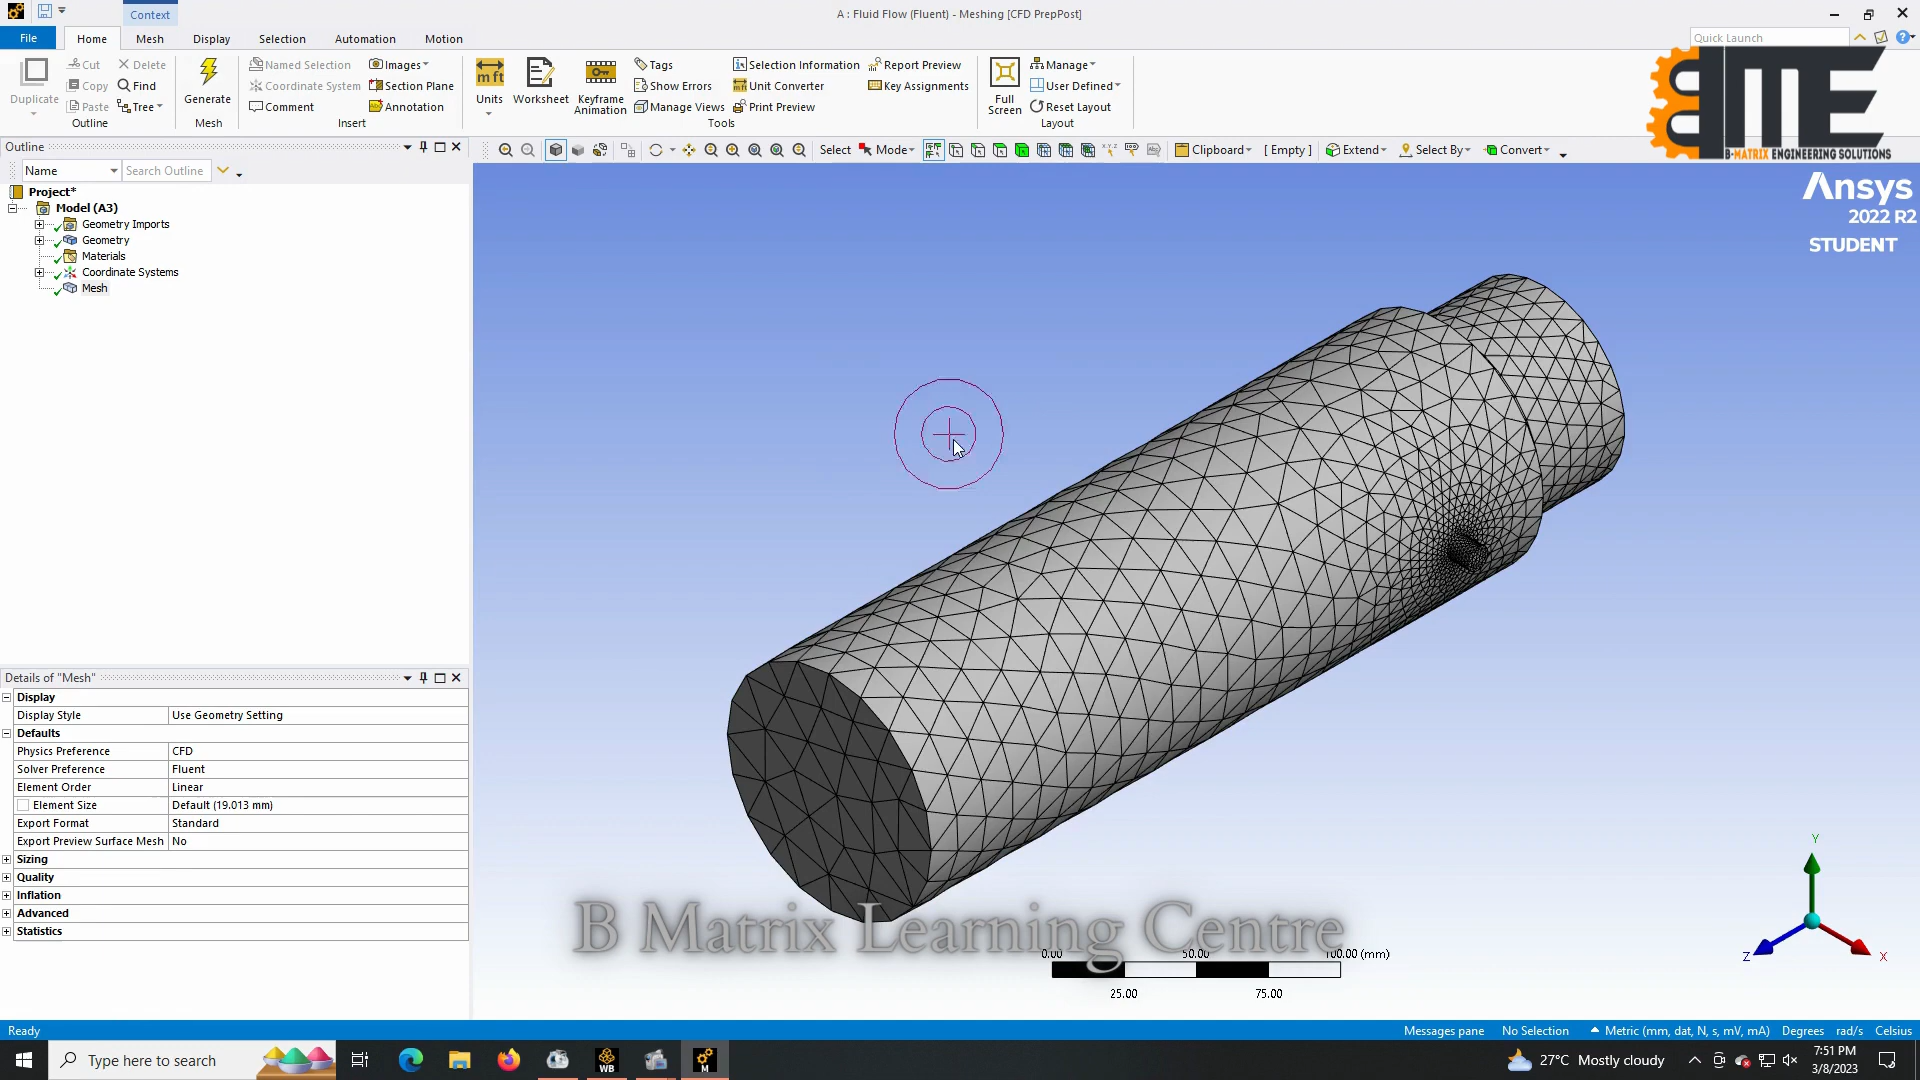 Context
A : Fluid Flow (Fluent) - Meshing [CFD PrepPost]
File
Home
Mesh
Display
Selection
Automation
Motion
Quick Launch
Duplicate
Cut
Copy
Paste
Delete
Find
Tree
Outline
Generate
Mesh
Named Selection
Coordinate System
Comment
Images
Section Plane
Annotation
Insert
mft
Units
Worksheet
Keyframe
Animation
Tags
Show Errors
Manage Views
Selection Information
Unit Converter
Print Preview
Report Preview
Key Assignments
Tools
Full
Screen
Manage
User Defined
Reset Layout
Layout
BME
B-MATRIX ENGINEERING SOLUTIONS
Outline
Select
Mode
Clipboard
[ Empty ]
Extend
Select By
Convert
Name
Search Outline
Project*
Model (A3)
Geometry Imports
Geometry
Materials
Coordinate Systems
Mesh
Ansys
2022 R2
STUDENT
Details of "Mesh"
Display
Display Style Use Geometry Setting
Defaults
Physics Preference CFD
Solver Preference Fluent
Element Order Linear
Element Size Default (19.013 mm)
Export Format Standard
Export Preview Surface Mesh No
Sizing
Quality
Inflation
Advanced
Statistics
B Matrix Learning Centre
0.00 50.00 100.00 (mm)
25.00 75.00
Y
Z
X
Ready
Messages pane
No Selection
Metric (mm, dat, N, s, mV, mA)
Degrees
rad/s
Celsius
Type here to search
WB
M
27°C Mostly cloudy
7:51 PM
3/8/2023